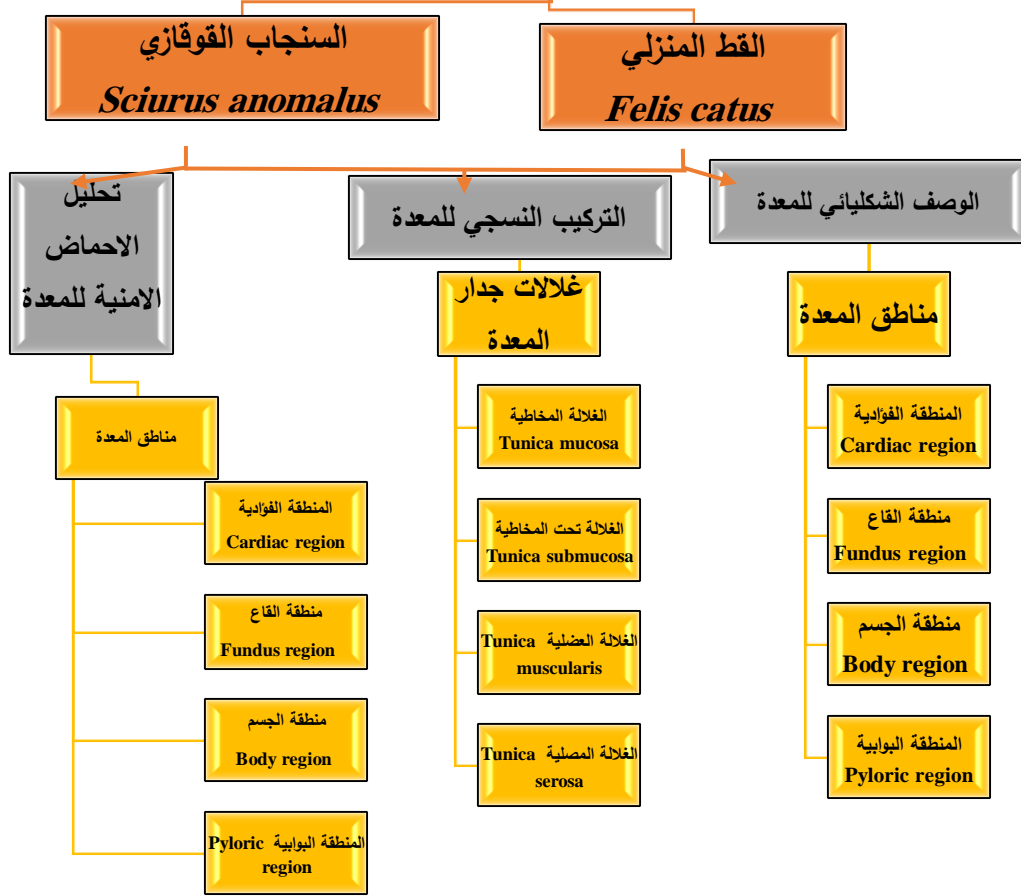 السنجاب القوقازي
Sciurus anomalus
القط المنزلي
Felis catus
تحليل
الاحماض
الامنية للمعدة
التركيب النسجي للمعدة
الوصف الشكليائي للمعدة
غلالات جدار
المعدة
مناطق المعدة
مناطق المعدة
الغلالة المخاطية
Tunica mucosa
الغلالة تحت المخاطية
Tunica submucosa
الغلالة العضلية Tunica
muscularis
الغلالة المصلية Tunica
serosa
المنطقة الفؤادية
Cardiac region
منطقة القاع
Fundus region
منطقة الجسم
Body region
المنطقة البوابية
Pyloric region
المنطقة الفؤادية
Cardiac region
منطقة القاع
Fundus region
منطقة الجسم
Body region
المنطقة البوابية Pyloric
region